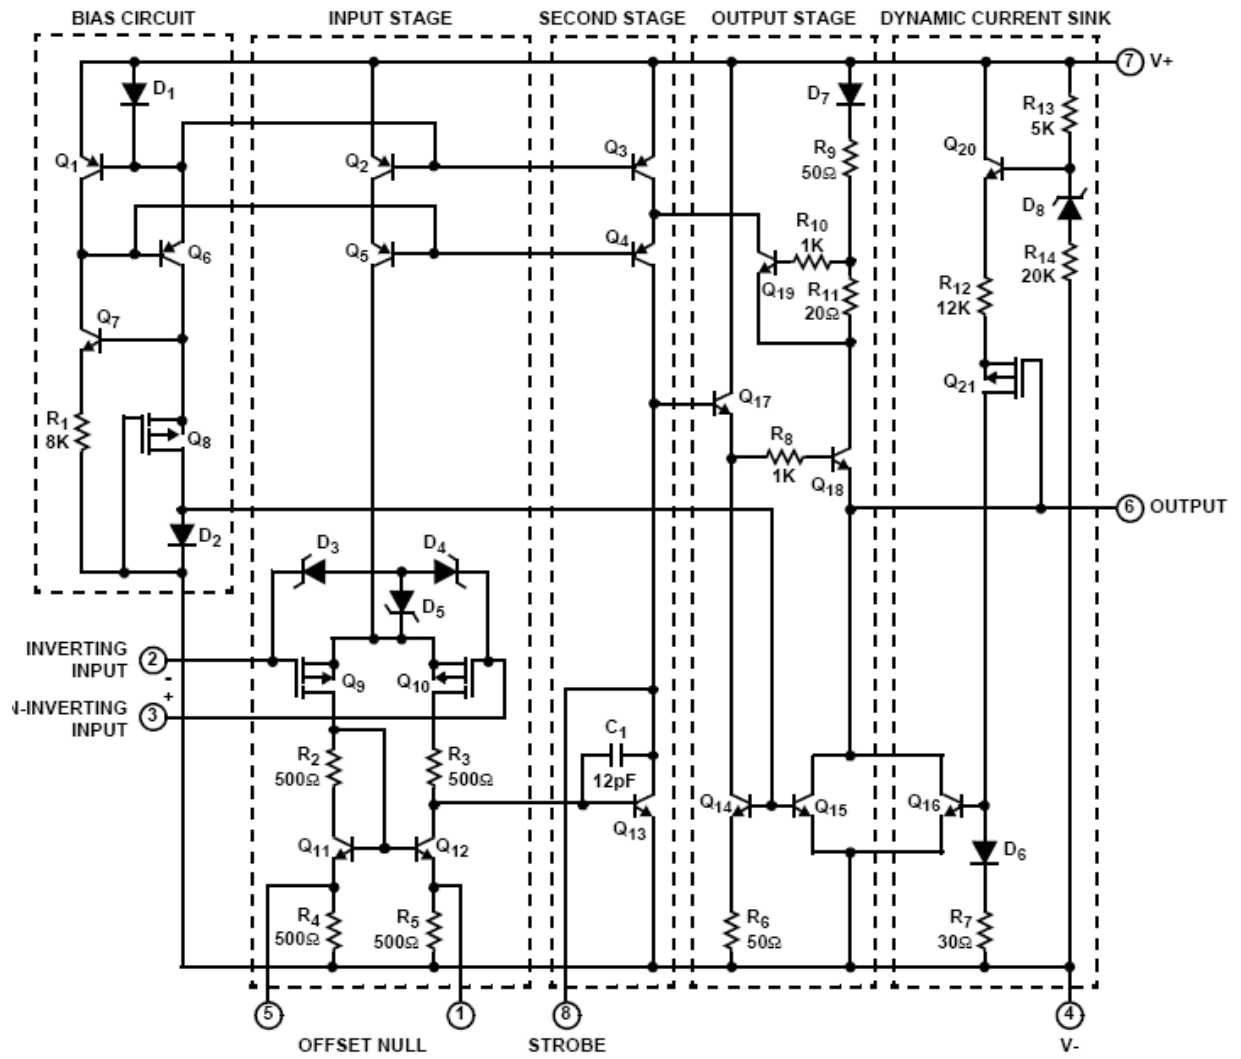 BIAS CIRCUIT
INPUT STAGE
SECOND STAGE
OUTPUT STAGE
DYNAMIC CURRENT SINK
7 V+
D1
D7
R13
5K
Q1
Q2
Q3
R9
50Ω
Q20
D8
Q6
Q5
Q4
R10
1K
Q19
R11
20Ω
R12
12K
R14
20K
Q7
Q17
Q21
R1
8K
Q8
R8
1K
Q18
D2
6 OUTPUT
D3
D4
D5
INVERTING
INPUT
2
-
Q9
Q10
+
N-INVERTING
INPUT
3
R2
500Ω
R3
500Ω
C1
12pF
Q14
Q15
Q16
Q13
Q11
Q12
D6
R4
500Ω
R5
500Ω
R6
50Ω
R7
30Ω
5
1
8
4
OFFSET NULL
STROBE
V-